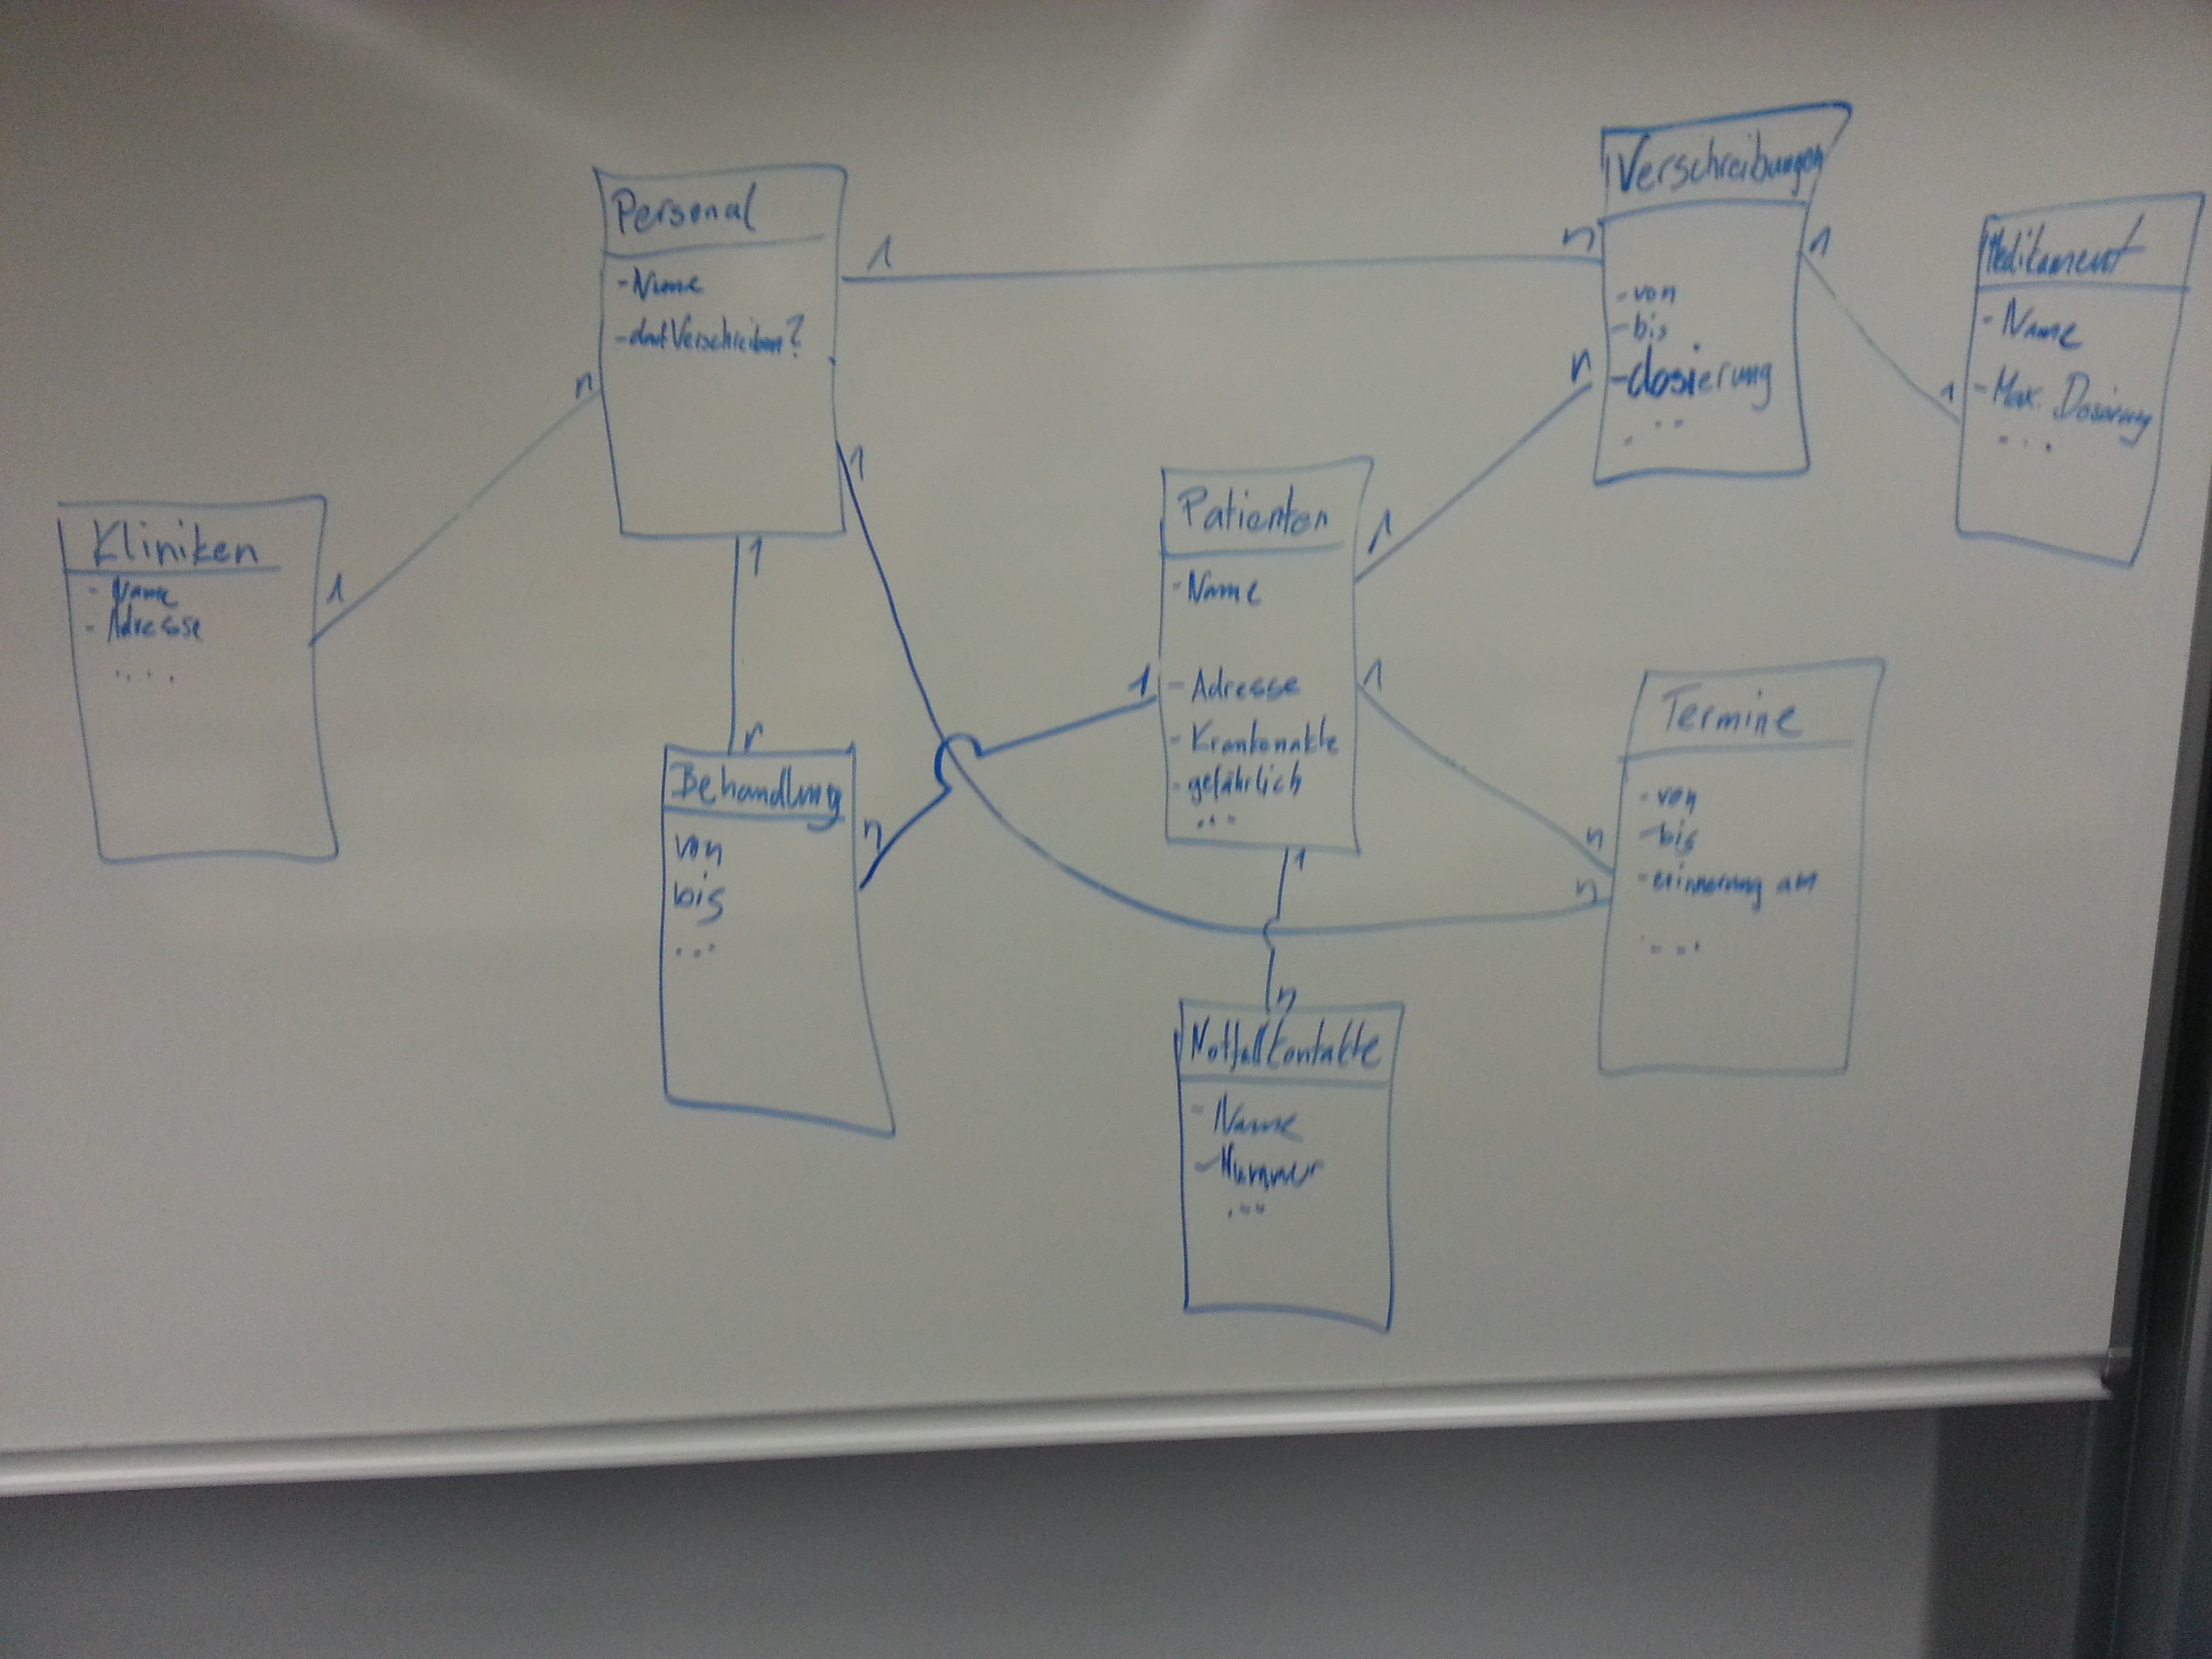 Personal
-Name
-darfVerschreiben?
1
n
1
1
Kliniken
- Name
- Adresse
....
1
Behandlung
von
bis
...
n
Patienten
-Name
- Adresse
- Krankenakte
- gefährlich
...
1
1
1
1
Verschreibungen
- von
- bis
- dosierung
...
n
n
1
Medikament
- Name
- Max. Dosierung
...
1
Termine
- von
- bis
- erinnerung am
....
n
n
Notfallkontakte
- Name
- Nummer
...
n